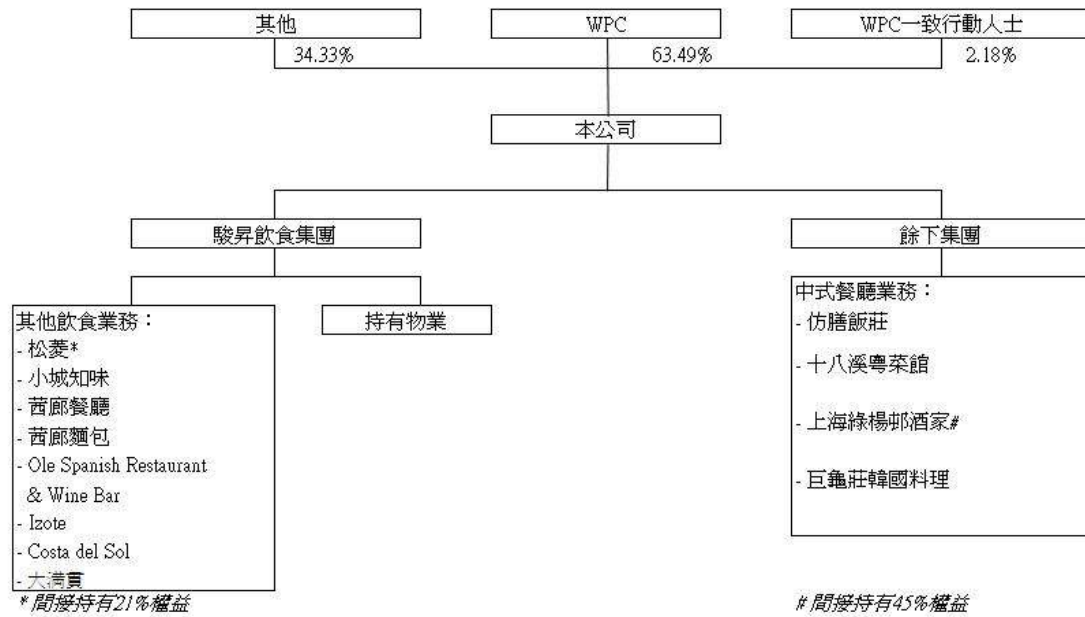 其他
WPC
WPC一致行動人士
34.33%
63.49%
2.18%
本公司
駿昇飲食集團
餘下集團
其他飲食業務：
- 松菱*
- 小城知味
- 茜廊餐廳
- 茜廊麵包
- Ole Spanish Restaurant
& Wine Bar
- Izote
- Costa del Sol
- 大滿貫
持有物業
中式餐廳業務：
- 仿膳飯莊
- 十八溪粵菜館
- 上海綠楊邨酒家#
- 巨龜莊韓國料理
* 間接持有21%權益
# 間接持有45%權益